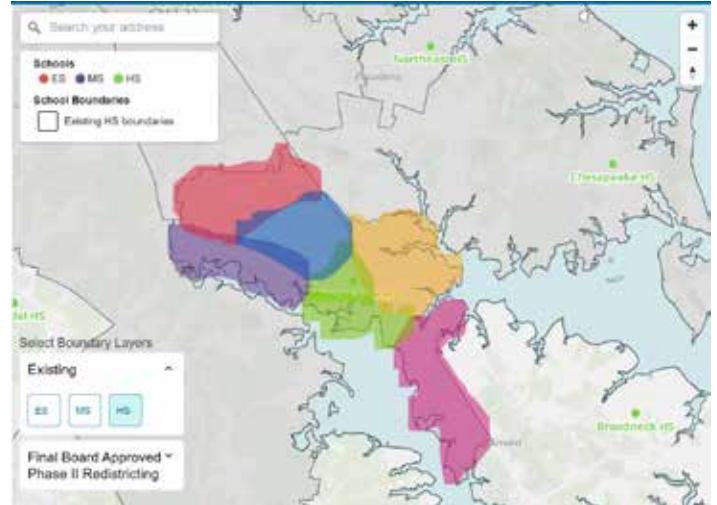 Search your address
Schools
ES MS HS
School Boundaries
Existing HS boundaries
Northeast HS
Chesapeake HS
Select Boundary Layers
Existing
ES MS HS
Broadneck HS
Arnold
Final Board Approved
Phase II Redistricting